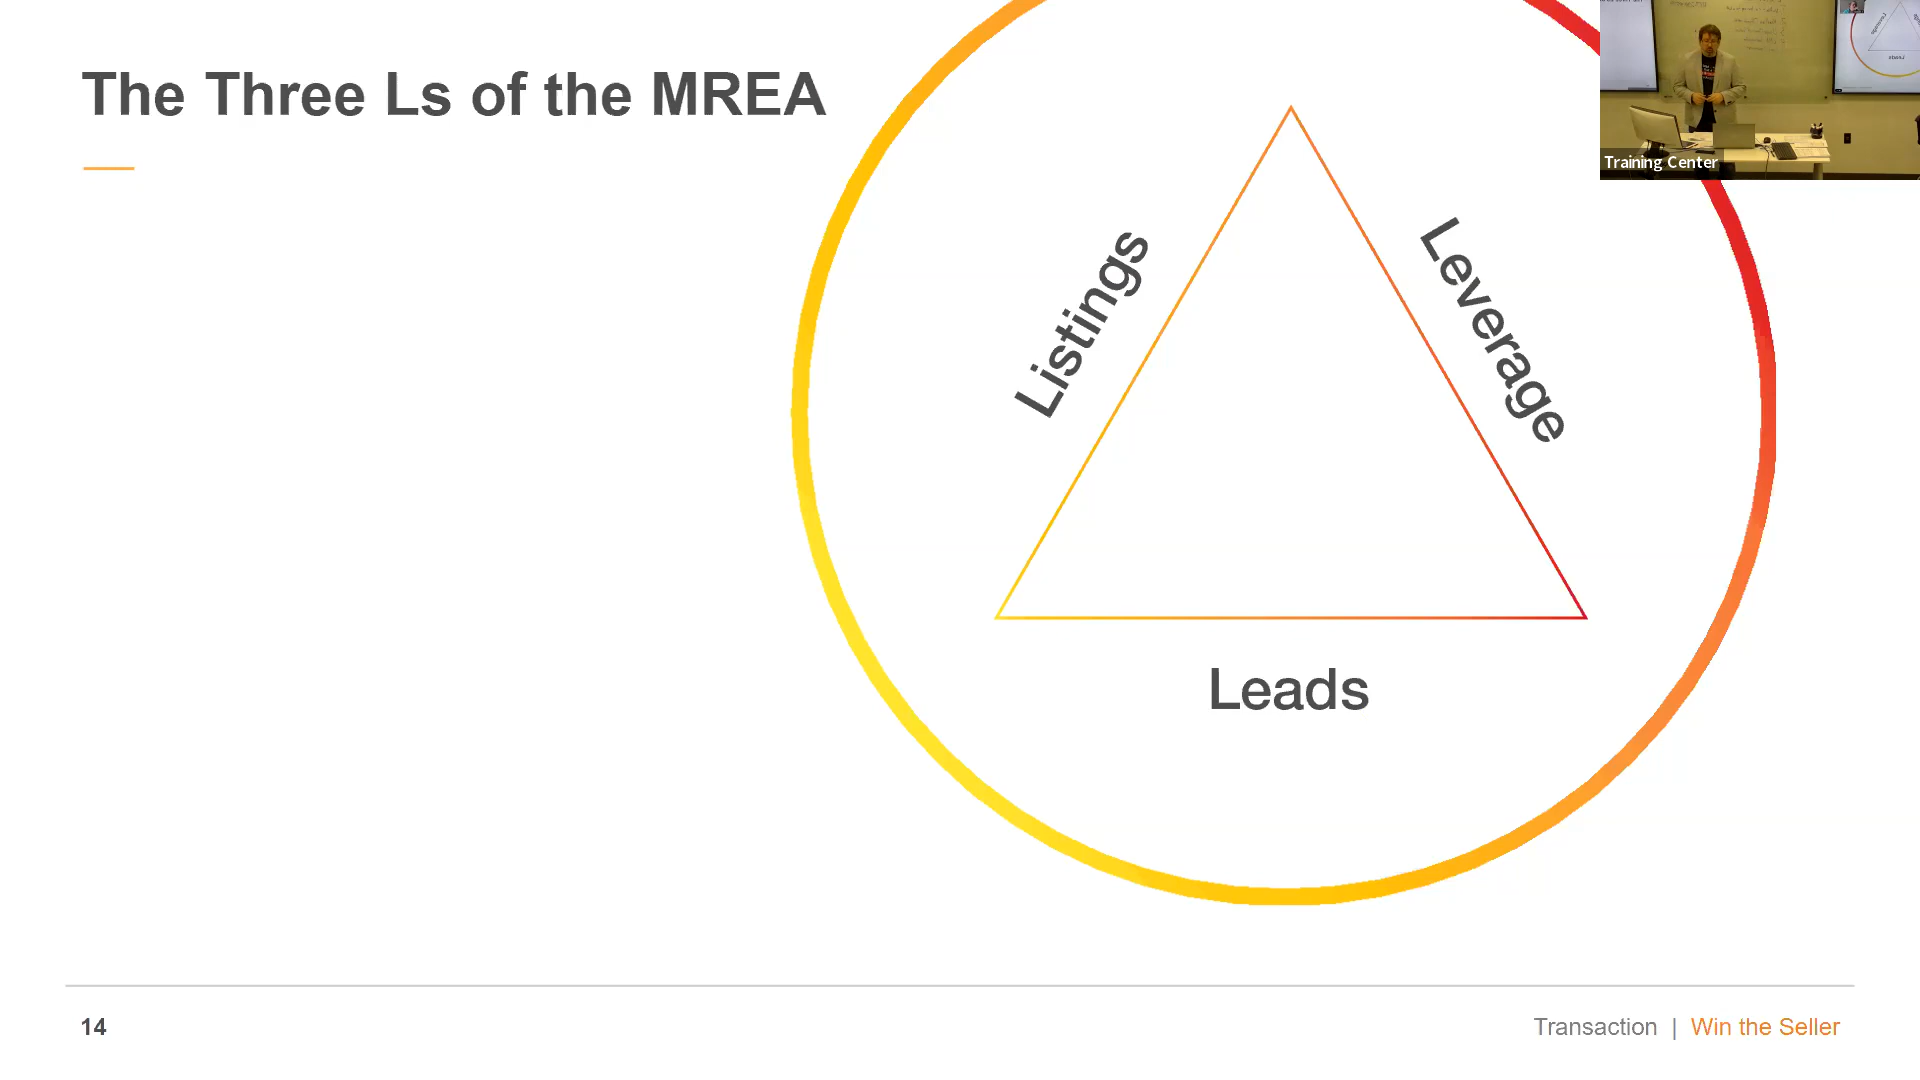 The Three Ls of the MREA
Listings
Leverage
Leads
Training Center
14
Transaction | Win the Seller